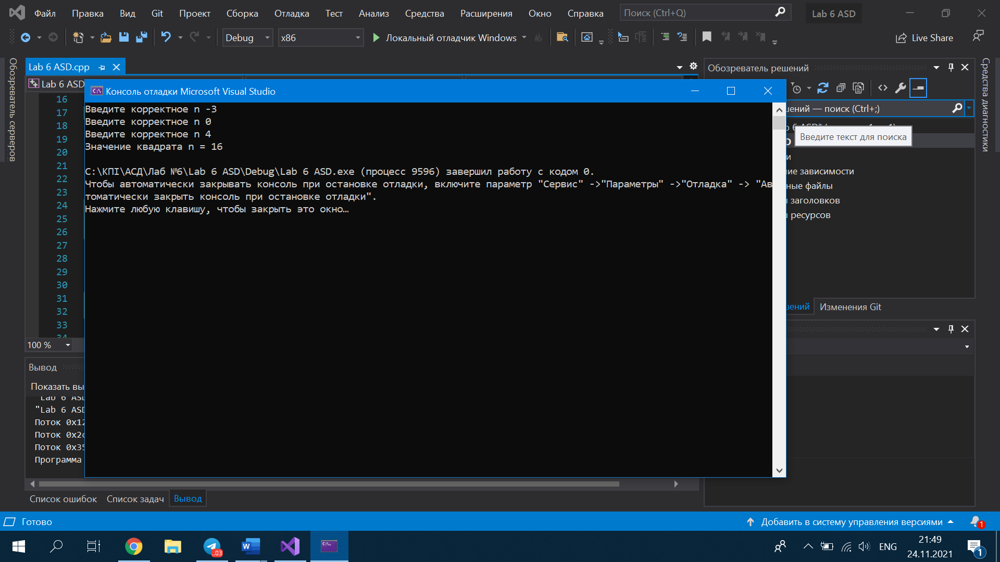 Файл Правка Вид Git Проект Сборка Отладка Тест Анализ Средства Расширения Окно Справка Поиск (Ctrl+Q) Lab 6 ASD
Debug x86 Локальный отладчик Windows Live Share
Обозреватель серверов
Lab 6 ASD.cpp
Lab 6 ASD
16
17
18
19
20
21
22
23
24
25
26
27
28
29
30
31
32
33
34
100 %
Консоль отладки Microsoft Visual Studio
Введите корректное n -3
Введите корректное n 0
Введите корректное n 4
Значение квадрата n = 16
C:\КПІ\АСД\Лаб №6\Lab 6 ASD\Debug\Lab 6 ASD.exe (процесс 9596) завершил работу с кодом 0.
Чтобы автоматически закрывать консоль при остановке отладки, включите параметр "Сервис" ->"Параметры" ->"Отладка" -> "Ав
томатически закрыть консоль при остановке отладки".
Нажмите любую клавишу, чтобы закрыть это окно…
Обозреватель решений
— поиск (Ctrl+;)
Введите текст для поиска
зависимости
файлы
заголовков
ресурсов
Изменения Git
Средства диагностики
Вывод
Показать вы
"Lab 6 ASD
"Lab 6 ASD
Поток 0x12
Поток 0x2c
Поток 0x35
Программа
Список ошибок Список задач Вывод
Готово Добавить в систему управления версиями 1
..03 ENG 21:49
24.11.2021 1